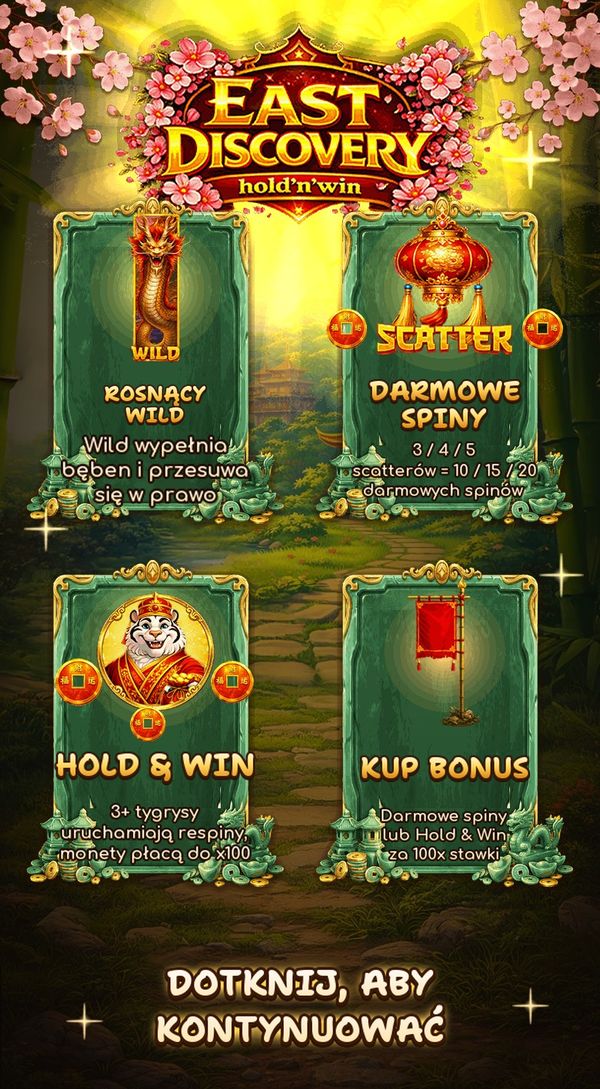 EAST
DISCOVERY
hold'n'win
WILD
ROSNĄCY
WILD
Wild wypełnia
bęben i przesuwa
się w prawo
SCATTER
DARMOWE
SPINY
3 / 4 / 5
scatterów = 10 / 15 / 20
darmowych spinów
HOLD & WIN
3+ tygrysy
uruchamiają respiny,
monety płacą do x100
KUP BONUS
Darmowe spiny
lub Hold & Win
za 100x stawki
DOTKNIJ, ABY
KONTYNUOWAĆ